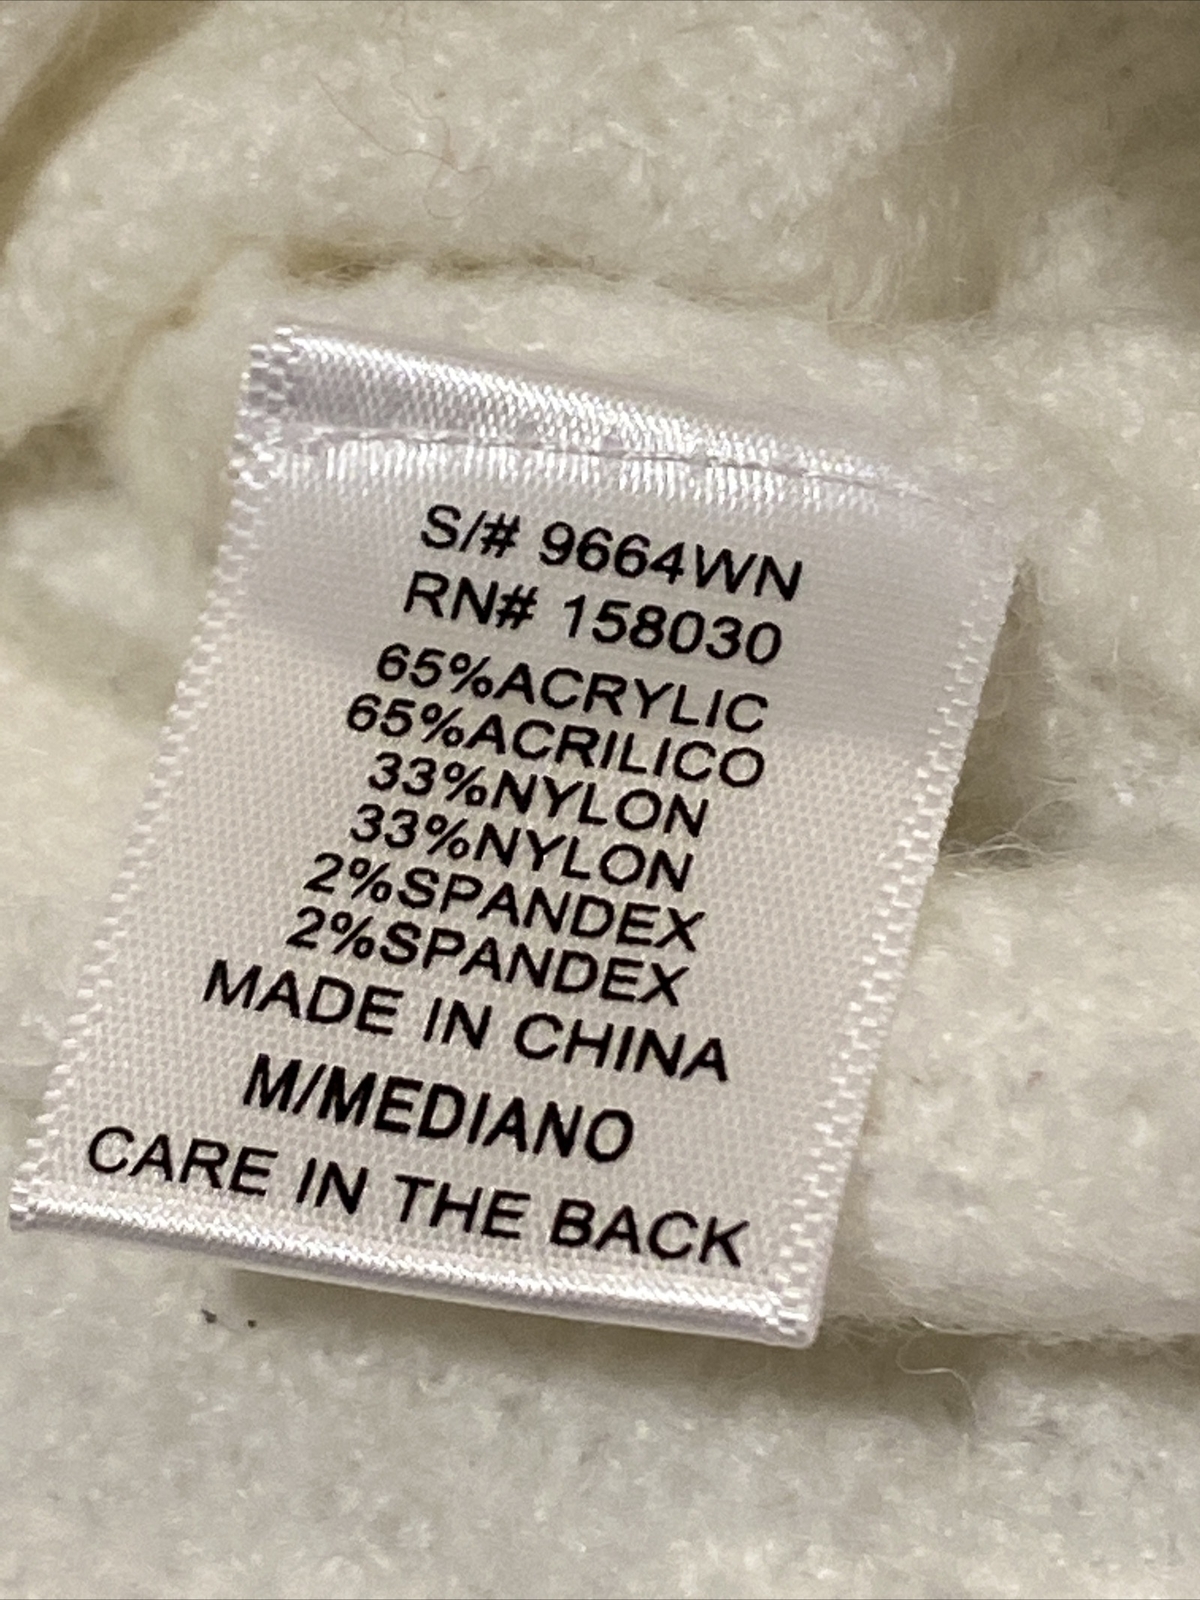 S/# 9664WN
RN# 158030
65%ACRYLIC
65%ACRILICO
33%NYLON
33%NYLON
2%SPANDEX
2%SPANDEX
MADE IN CHINA
M/MEDIANO
CARE IN THE BACK